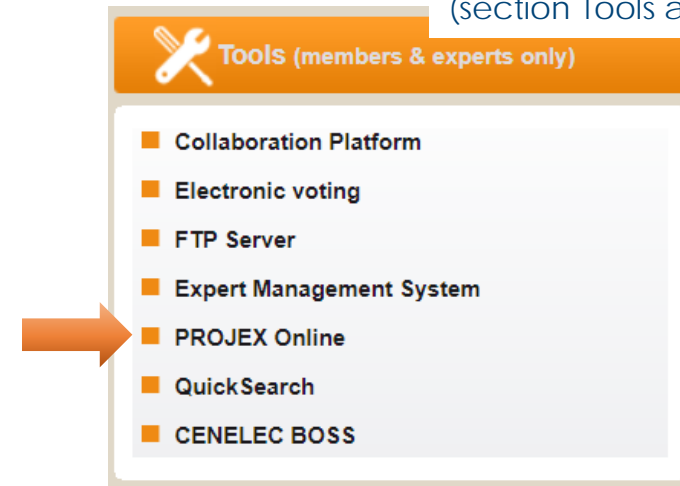 (section Tools a
Tools (members & experts only)
Collaboration Platform
Electronic voting
FTP Server
Expert Management System
PROJEX Online
QuickSearch
CENELEC BOSS